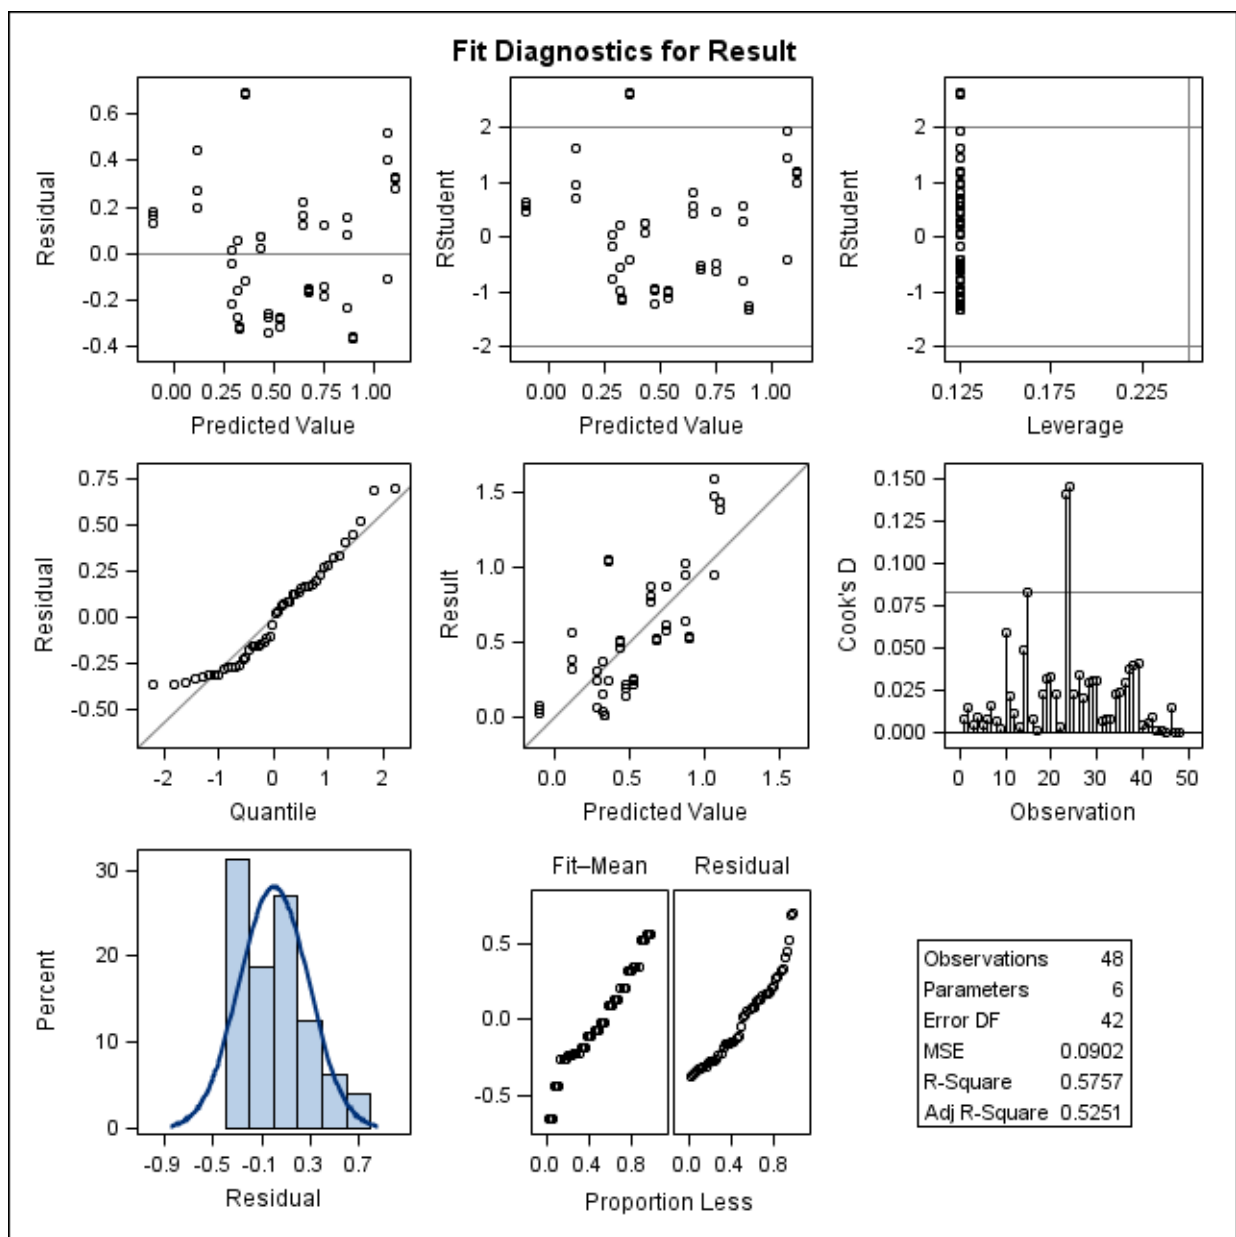 Fit Diagnostics for Result
Residual
0.6
0.4
0.2
0.0
-0.2
-0.4
0.00 0.25 0.50 0.75 1.00
Predicted Value
RStudent
2
1
0
-1
-2
0.00 0.25 0.50 0.75 1.00
Predicted Value
RStudent
2
1
0
-1
-2
0.125 0.175 0.225
Leverage
Residual
0.75
0.50
0.25
0.00
-0.25
-0.50
-2 -1 0 1 2
Quantile
Result
1.5
1.0
0.5
0.0
0.0 0.5 1.0 1.5
Predicted Value
Cook's D
0.150
0.125
0.100
0.075
0.050
0.025
0.000
0 10 20 30 40 50
Observation
Percent
30
20
10
0
-0.9 -0.5 -0.1 0.3 0.7
Residual
Fit–Mean Residual
0.5
0.0
-0.5
0.0 0.4 0.8 0.0 0.4 0.8
Proportion Less
Observations 48
Parameters 6
Error DF 42
MSE 0.0902
R-Square 0.5757
Adj R-Square 0.5251